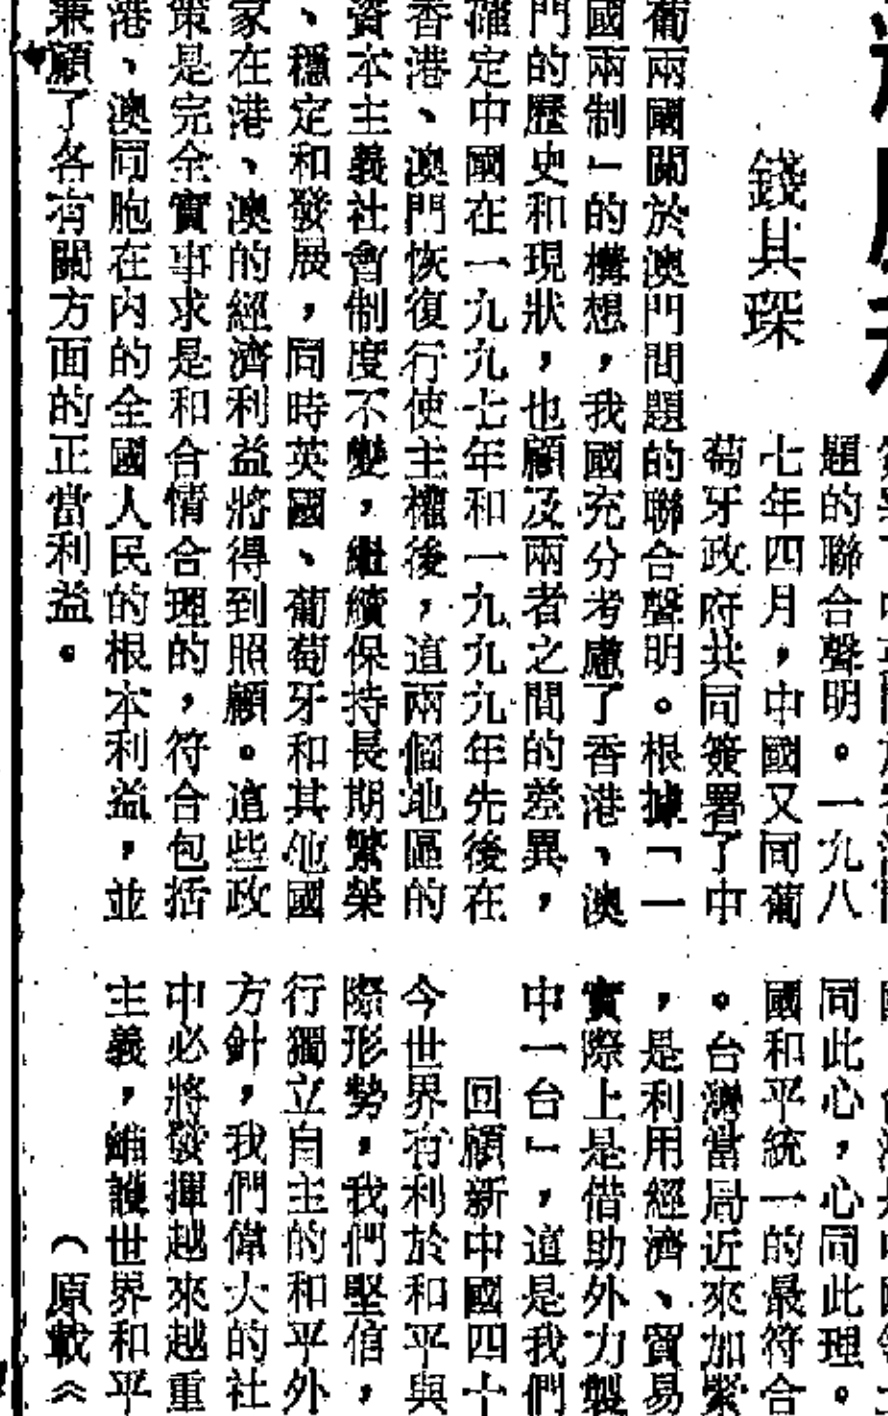 錢其琛
題的聯合聲明。一九八
七年四月，中國又同葡
萄牙政府共同簽署了中
葡兩國關於澳門問題的聯合聲明。根據「一
國兩制」的構想，我國充分考慮了香港、澳
門的歷史和現狀，也顧及兩者之間的差異，
確定中國在一九九七年和一九九九年先後在
香港、澳門恢復行使主權後，這兩個地區的
資本主義社會制度不變，繼續保持長期繁榮
、穩定和發展，同時英國、葡萄牙和其他國
家在港、澳的經濟利益將得到照顧。這些政
策是完全實事求是和合情合理的，符合包括
港、澳同胞在內的全國人民的根本利益，並
兼顧了各有關方面的正當利益。
同此心，心同此理。
國和平統一的最符合
。台灣當局近來加緊
，是利用經濟、貿易
實際上是借助外力製
中一台」，這是我們
回顧新中國四十
今世界有利於和平與
際形勢，我們堅信，
行獨立自主的和平外
方針，我們偉大的社
中必將發揮越來越重
主義，維護世界和平
（原載《